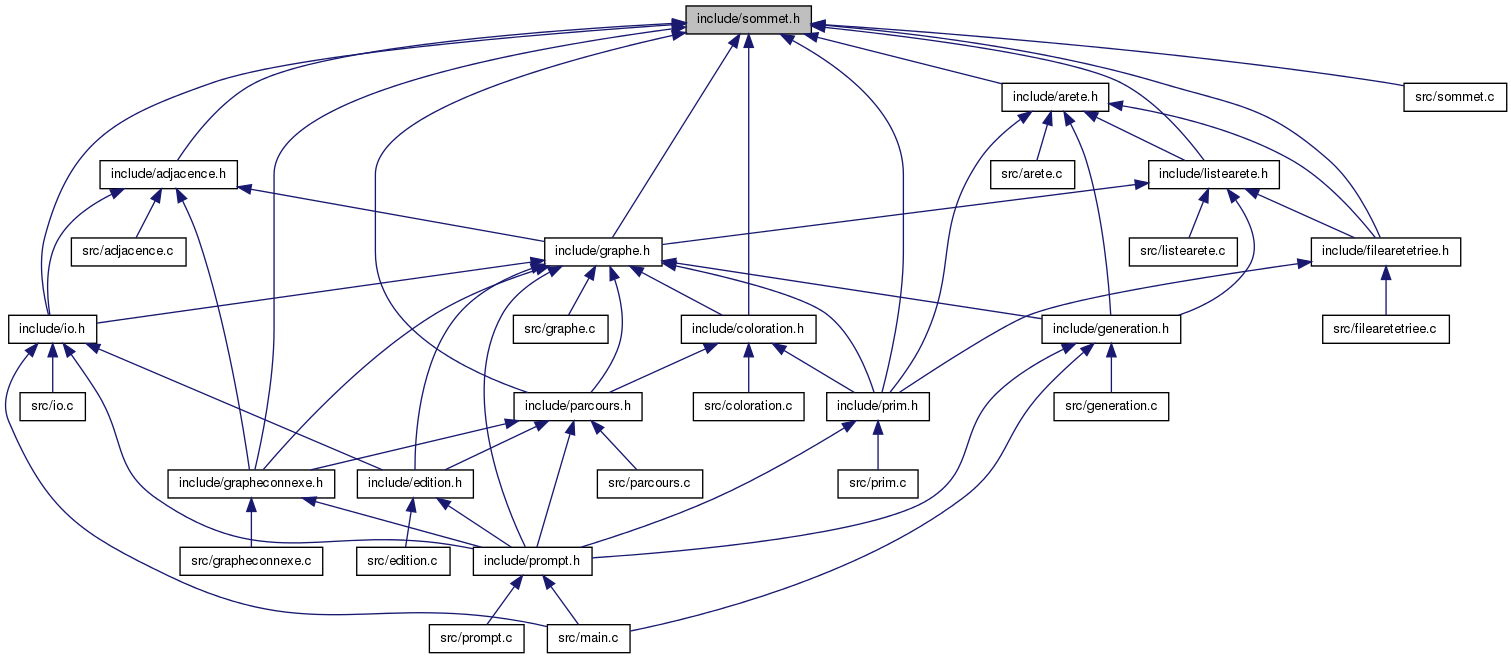 include/sommet.h
include/arete.h
src/sommet.c
include/adjacence.h
src/arete.c
include/listearete.h
src/adjacence.c
include/graphe.h
src/listearete.c
include/filearetetriee.h
include/io.h
src/graphe.c
include/coloration.h
include/generation.h
src/filearetetriee.c
src/io.c
include/parcours.h
src/coloration.c
include/prim.h
src/generation.c
include/grapheconnexe.h
include/edition.h
src/parcours.c
src/prim.c
src/grapheconnexe.c
src/edition.c
include/prompt.h
src/prompt.c
src/main.c